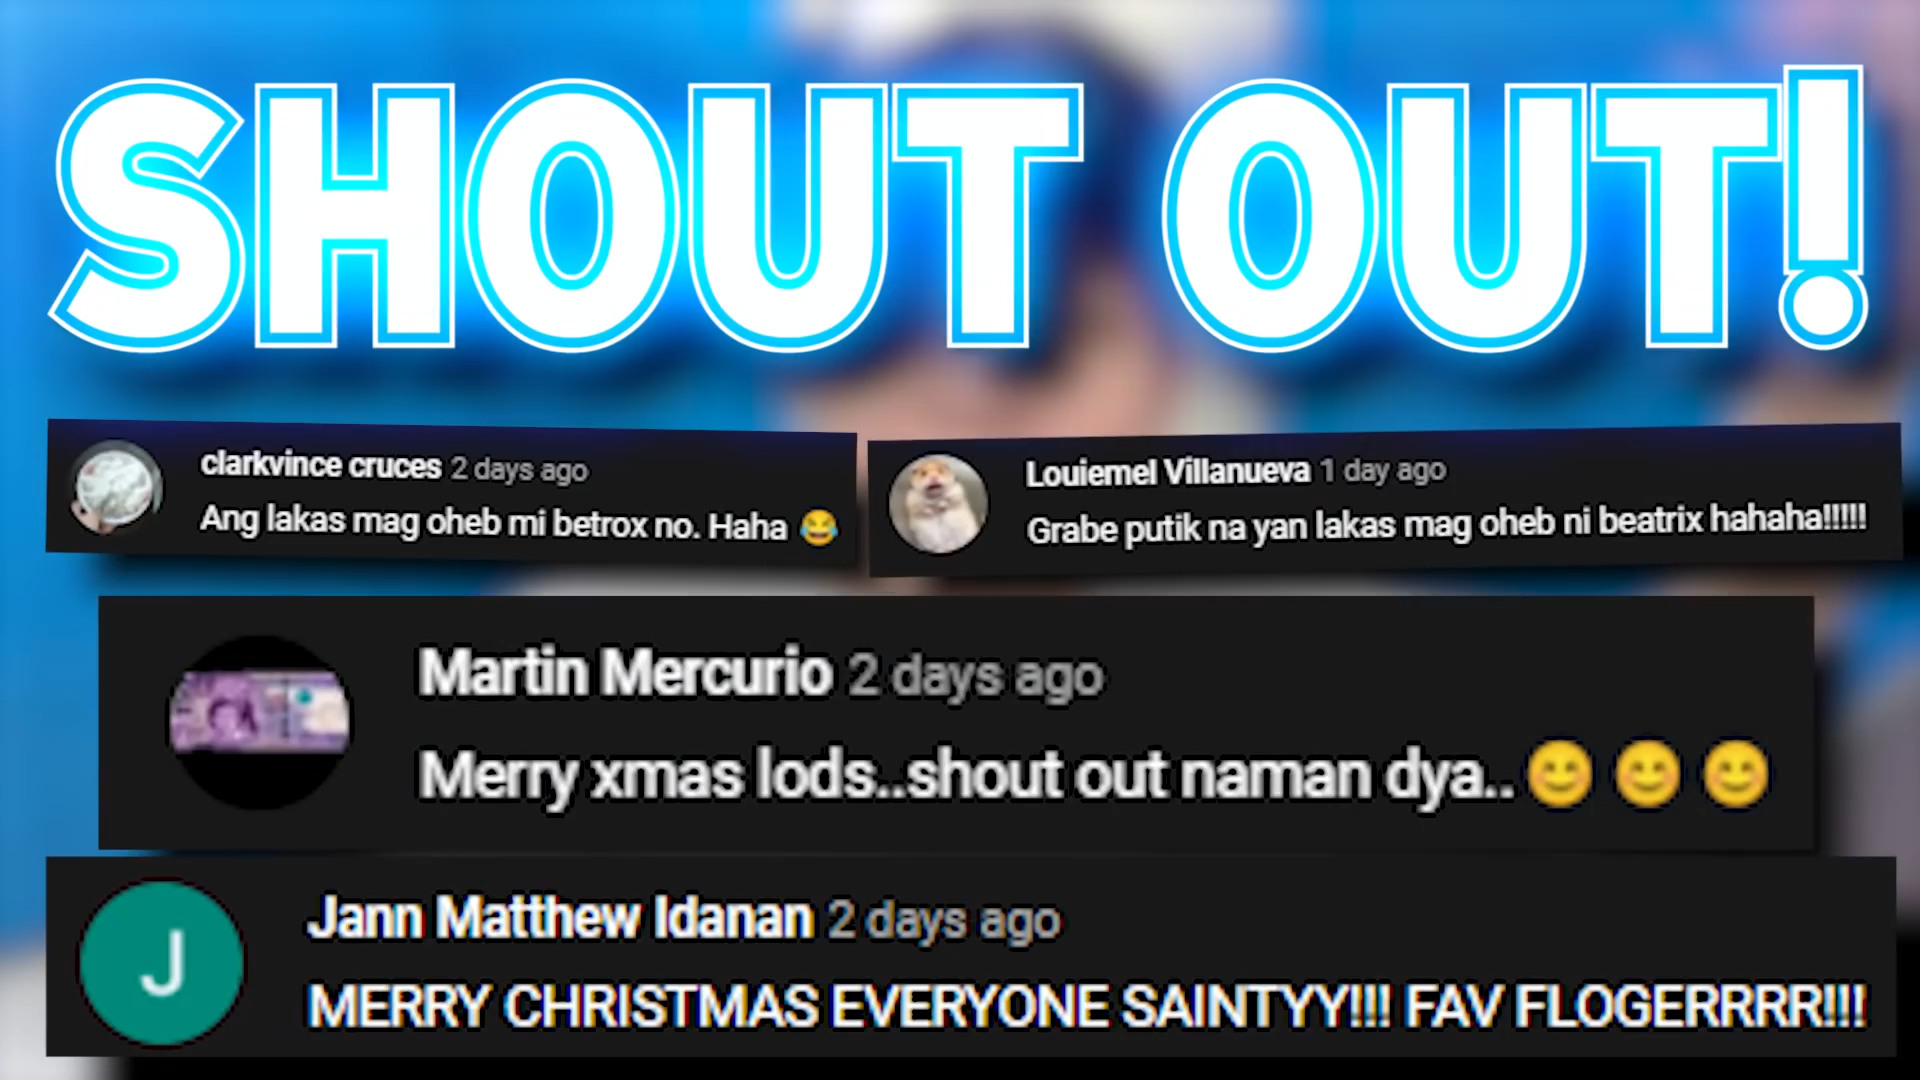 SHOUT OUT!
clarkvince cruces 2 days ago
Ang lakas mag oheb mi betrox no. Haha 😂
Louiemel Villanueva 1 day ago
Grabe putik na yan lakas mag oheb ni beatrix hahaha!!!!!
Martin Mercurio 2 days ago
Merry xmas lods..shout out naman dya.. 😊 😊 😊
J
Jann Matthew Idanan 2 days ago
MERRY CHRISTMAS EVERYONE SAINTYY!!! FAV FLOGERRRR!!!